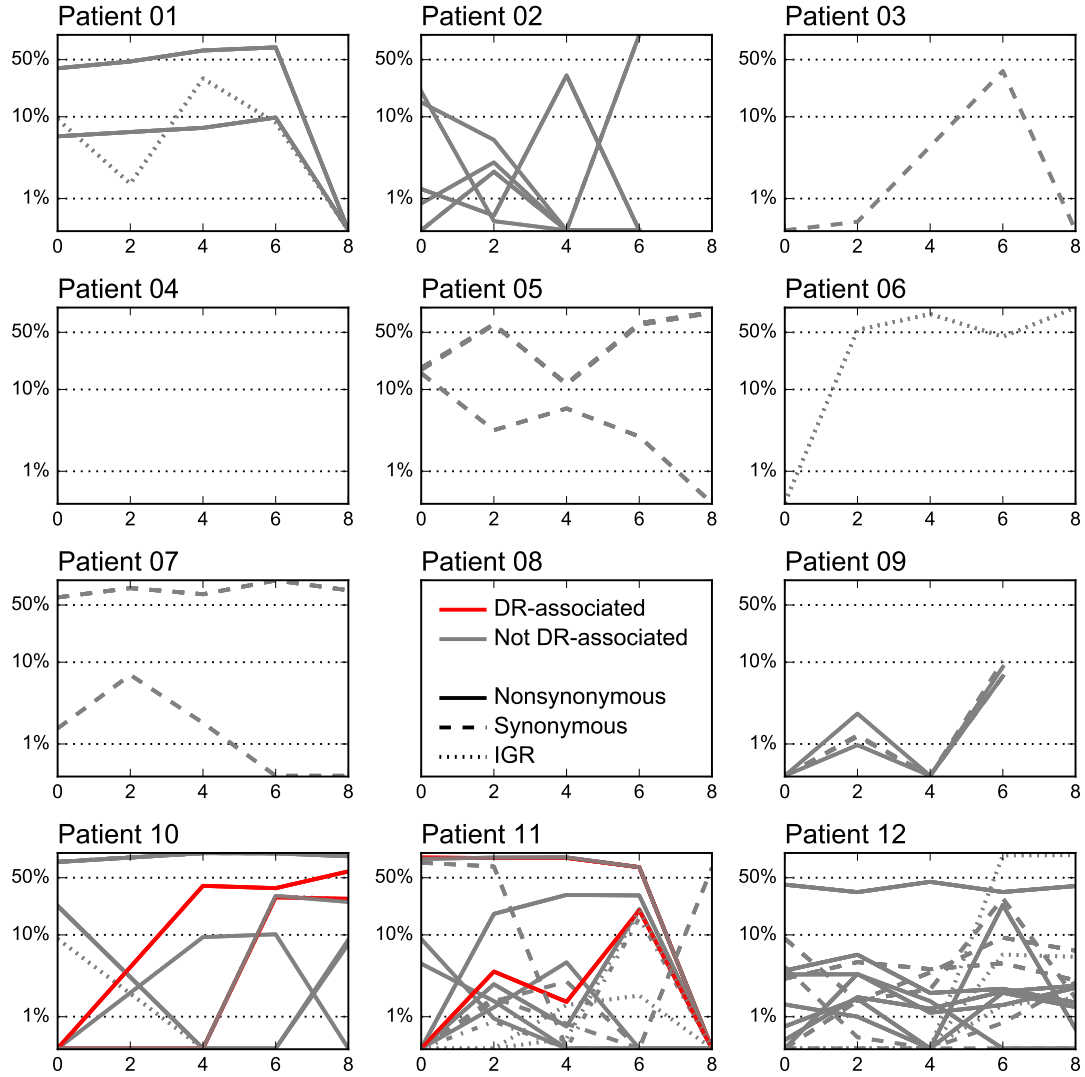 Patient 01 Patient 02 Patient 03
50% 50% 50%
10% 10% 10%
1% 1% 1%
0 2 4 6 8 0 2 4 6 8 0 2 4 6 8
Patient 04 Patient 05 Patient 06
50% 50% 50%
10% 10% 10%
1% 1% 1%
0 2 4 6 8 0 2 4 6 8 0 2 4 6 8
Patient 07 Patient 08 Patient 09
50% DR-associated 50%
Not DR-associated
10% 10%
Nonsynonymous
Synonymous
1% IGR 1%
0 2 4 6 8 0 2 4 6 8 0 2 4 6 8
Patient 10 Patient 11 Patient 12
50% 50% 50%
10% 10% 10%
1% 1% 1%
0 2 4 6 8 0 2 4 6 8 0 2 4 6 8